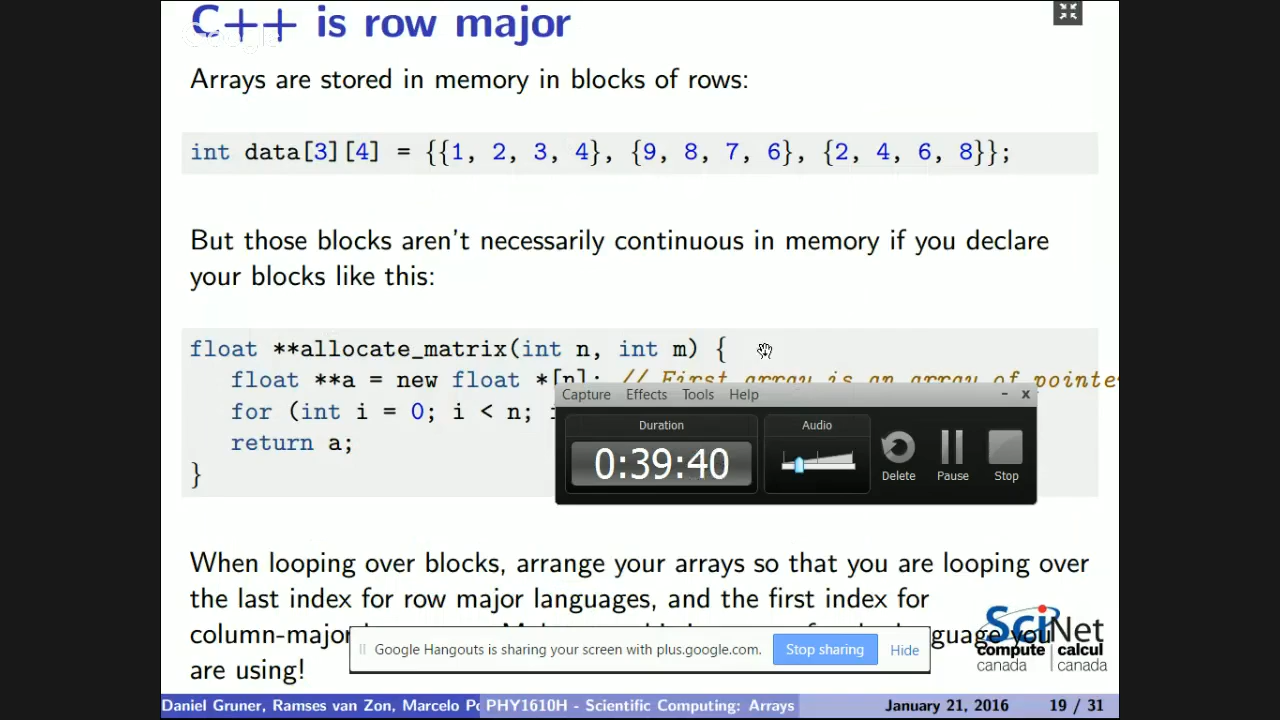 C++ is row major
Google
Arrays are stored in memory in blocks of rows:
int data[3][4] = {{1, 2, 3, 4}, {9, 8, 7, 6}, {2, 4, 6, 8}};
But those blocks aren't necessarily continuous in memory if you declare
your blocks like this:
float **allocate_matrix(int n, int m) {
float **a = new float *[n]; // First array is an array of
for (int i = 0; i < n;
return a;
}
Capture Effects Tools Help
Duration
Audio
0:39:40
Delete Pause Stop
When looping over blocks, arrange your arrays so that you are looping over
the last index for row major languages, and the first index for
language you
are using!
Google Hangouts is sharing your screen with plus.google.com. Stop sharing Hide
SciNet
compute calcul
canada canada
Daniel Gruner, Ramses van Zon, Marcelo PHY1610H - Scientific Computing: Arrays January 21, 2016 19 / 31